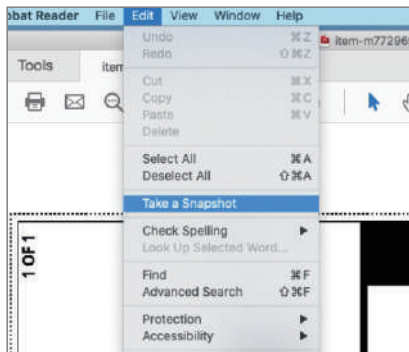 obat Reader File Edit View Window Help
Undo ⌘Z
Redo ⇧⌘Z
item-m77296
Tools
item
Cut ⌘X
Copy ⌘C
Paste ⌘V
Delete
Select All ⌘A
Deselect All ⇧⌘A
Take a Snapshot
Check Spelling ▶
Look Up Selected Word...
1 OF 1
Find ⌘F
Advanced Search ⇧⌘F
Protection ▶
Accessibility ▶